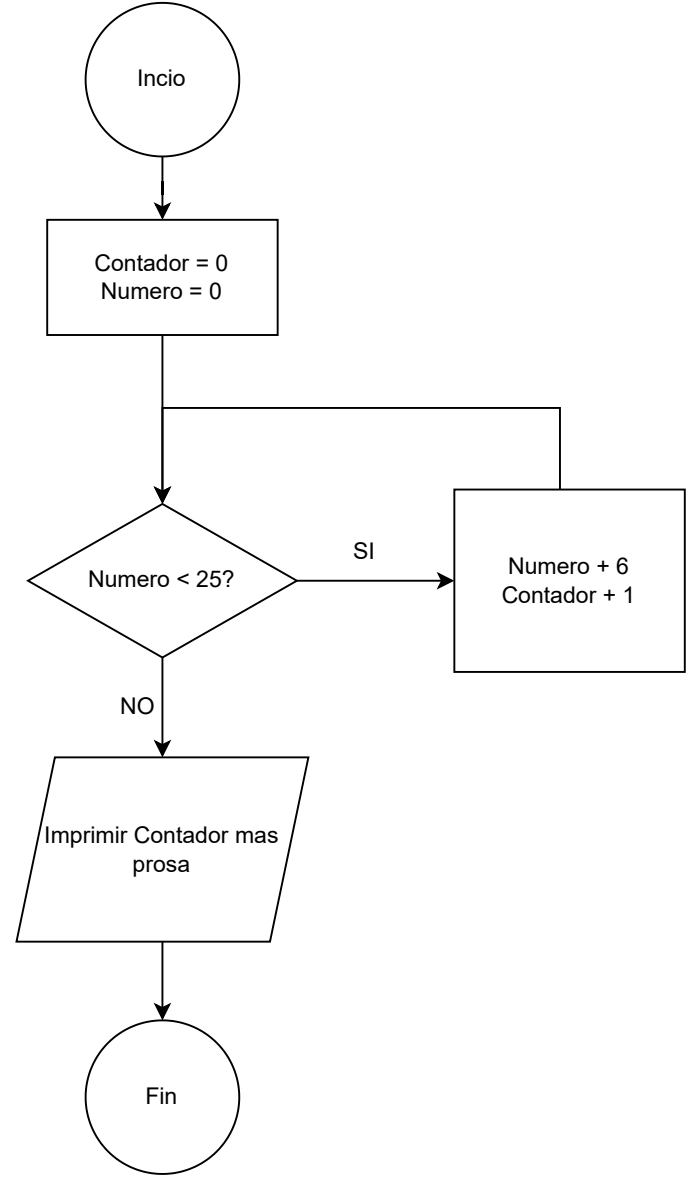 Incio
Contador = 0
Numero = 0
Numero < 25?
SI
Numero + 6
Contador + 1
NO
Imprimir Contador mas
prosa
Fin